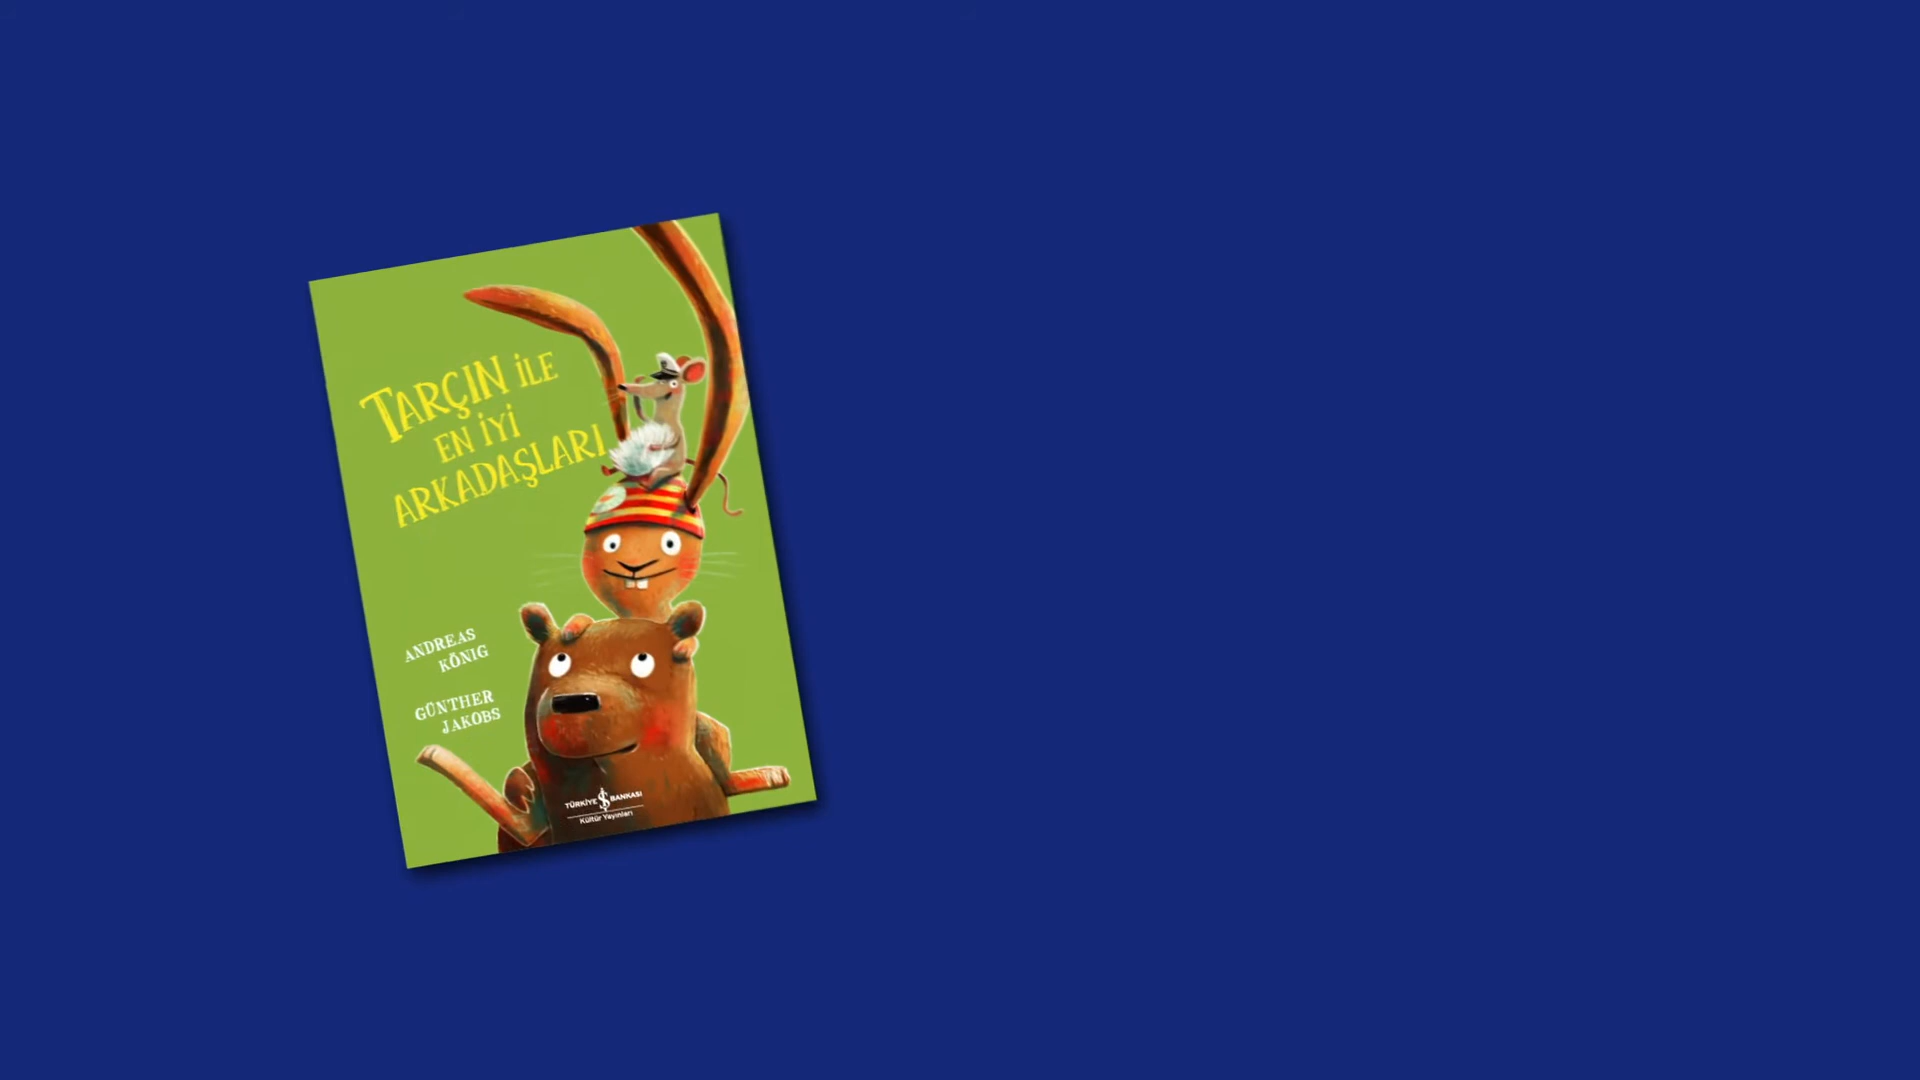 TARÇIN İLE
EN İYİ
ARKADAŞLARI
ANDREAS
KÖNIG
GÜNTHER
JAKOBS
TÜRKİYE İŞ BANKASI
Kültür Yayınları